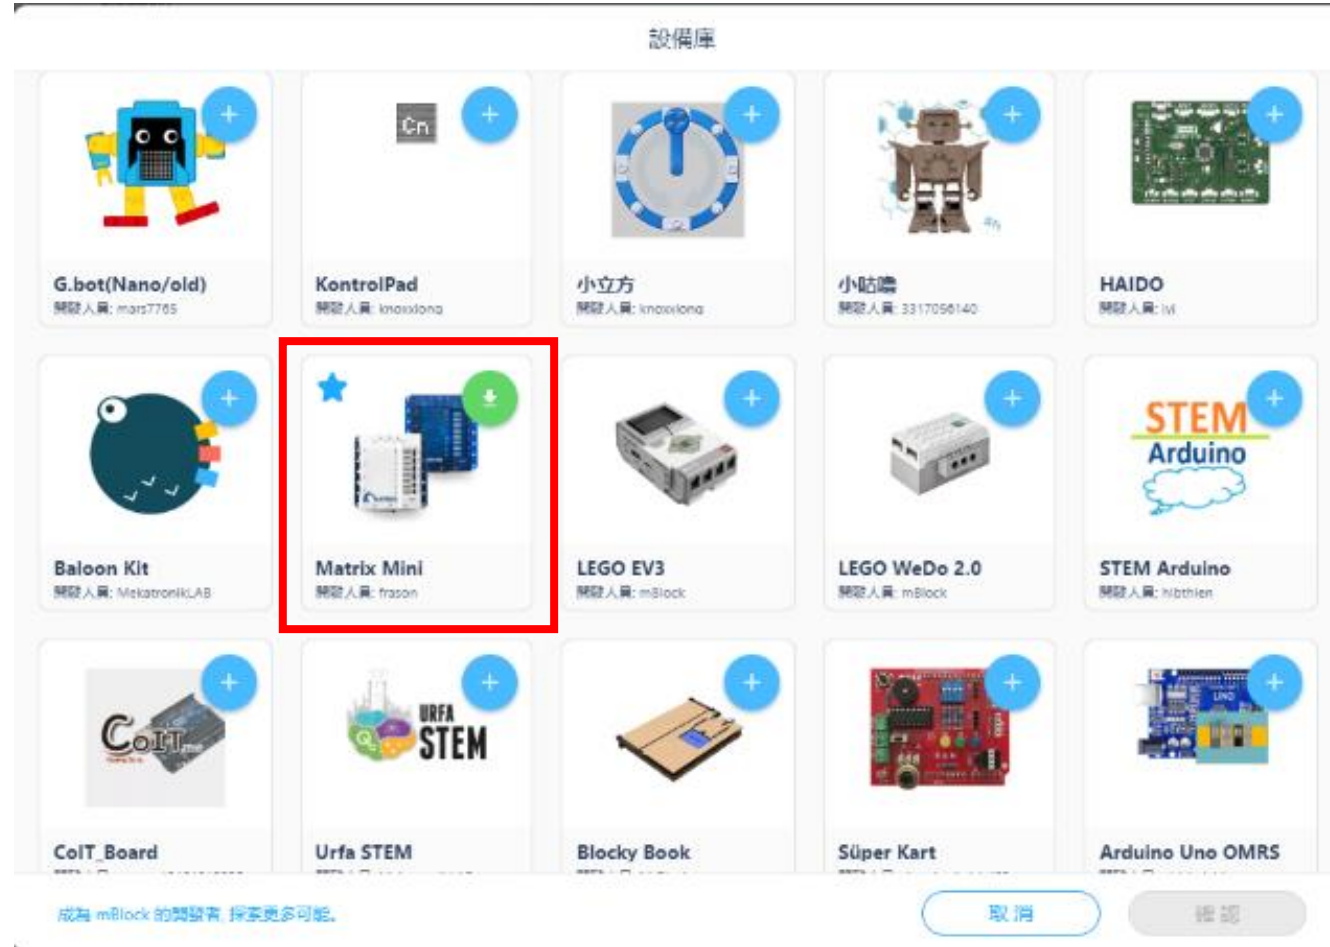 設備庫
Cn
G.bot(Nano/old)
開發人員: mars7765
KontrolPad
開發人員: knoxxiong
小立方
開發人員: knoxxiong
小咕嚕
開發人員: 3317056140
HAIDO
開發人員: lvl
STEM
Arduino
Baloon Kit
開發人員: MekatronikLAB
Matrix Mini
開發人員: frason
LEGO EV3
開發人員: mBlock
LEGO WeDo 2.0
開發人員: mBlock
STEM Arduino
開發人員: hibthien
CoIT
URFA
STEM
UNO
CoIT_Board
Urfa STEM
Blocky Book
Süper Kart
Arduino Uno OMRS
成為 mBlock 的開發者, 探索更多可能。
取消
確認